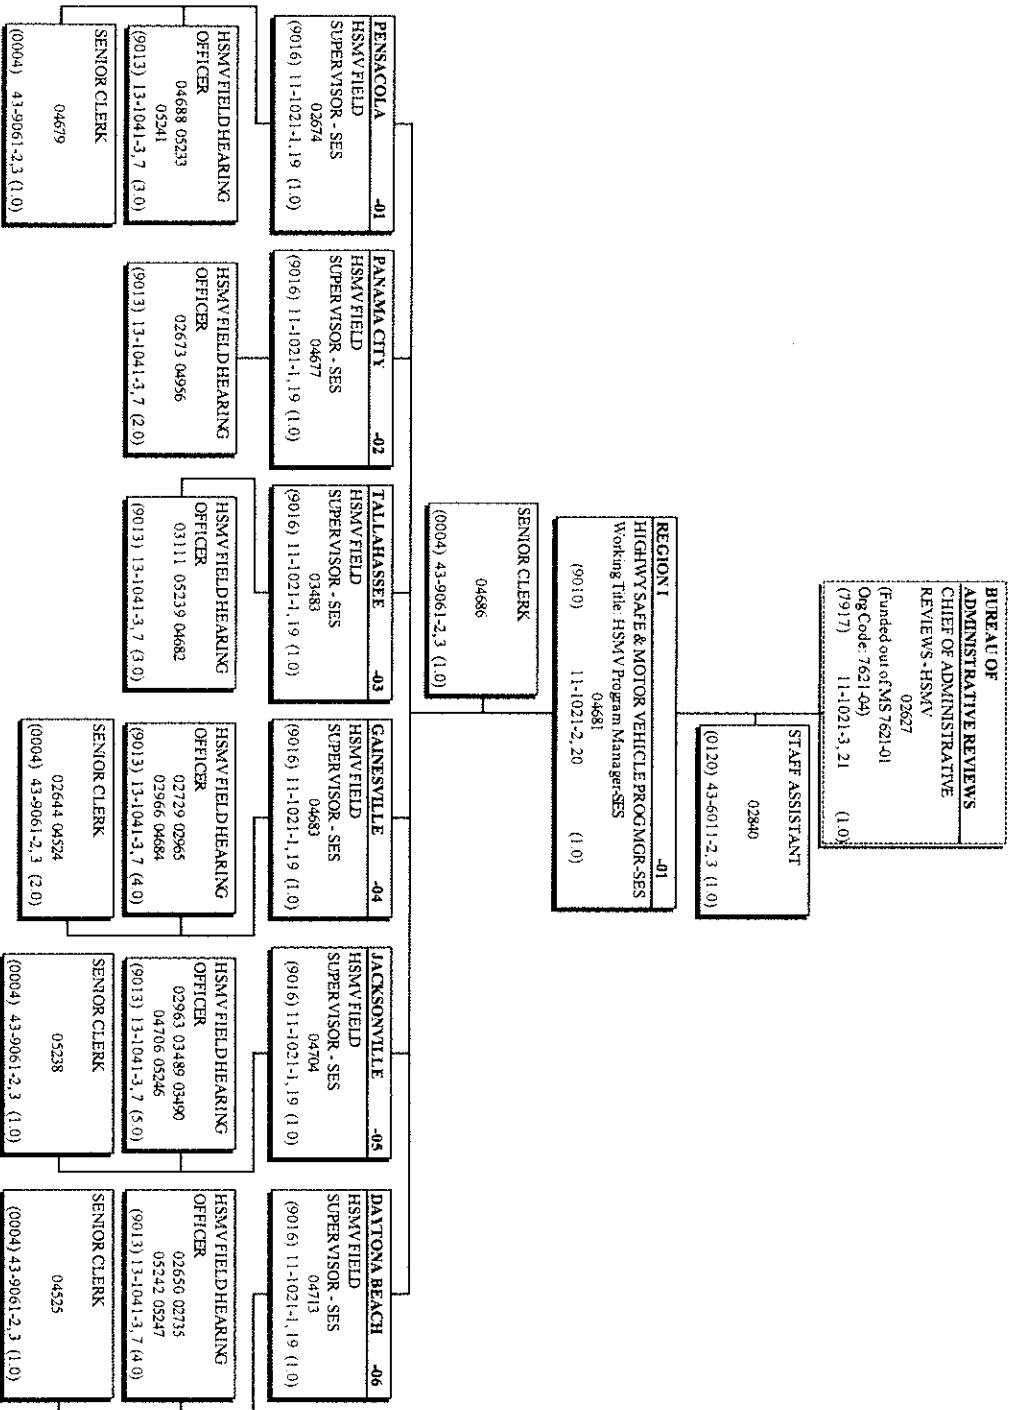 BUREAU OF
ADMINISTRATIVE REVIEWS
CHIEF OF ADMINISTRATIVE
REVIEWS - HSMV
02627
(Funded out of MS 7621-01
Org Code: 7621-04)
(7917) 11-1021-3, 21 (1.0)
STAFF ASSISTANT
02840
(0120) 43-6011-2, 3 (1.0)
REGION I -01
HIGHWY SAFE & MOTOR VEHICLE PROG MGR-SES
Working Title: HSMV Program Manager-SES
04681
(9010) 11-1021-2, 20 (1.0)
SENIOR CLERK
04686
(0004) 43-9061-2, 3 (1.0)
PENSACOLA -01
HSMV FIELD
SUPERVISOR - SES
02674
(9016) 11-1021-1, 19 (1.0)
HSMV FIELD HEARING
OFFICER
04688 05233
05241
(9013) 13-1041-3, 7 (3.0)
SENIOR CLERK
04679
(0004) 43-9061-2,3 (1.0)
PANAMA CITY -02
HSMV FIELD
SUPERVISOR - SES
04677
(9016) 11-1021-1, 19 (1.0)
HSMV FIELD HEARING
OFFICER
02673 04956
(9013) 13-1041-3, 7 (2.0)
TALLAHASSEE -03
HSMV FIELD
SUPERVISOR - SES
03483
(9016) 11-1021-1, 19 (1.0)
HSMV FIELD HEARING
OFFICER
03111 05239 04682
(9013) 13-1041-3, 7 (3.0)
GAINESVILLE -04
HSMV FIELD
SUPERVISOR - SES
04683
(9016) 11-1021-1, 19 (1.0)
HSMV FIELD HEARING
OFFICER
02729 02965
02966 04684
(9013) 13-1041-3, 7 (4.0)
SENIOR CLERK
02644 04524
(0004) 43-9061-2, 3 (2.0)
JACKSONVILLE -05
HSMV FIELD
SUPERVISOR - SES
04704
(9016) 11-1021-1, 19 (1.0)
HSMV FIELD HEARING
OFFICER
02963 03489 03490
04706 05246
(9013) 13-1041-3, 7 (5.0)
SENIOR CLERK
05238
(0004) 43-9061-2, 3 (1.0)
DAYTONA BEACH -06
HSMV FIELD
SUPERVISOR - SES
04713
(9016) 11-1021-1, 19 (1.0)
HSMV FIELD HEARING
OFFICER
02650 02735
05242 05247
(9013) 13-1041-3, 7 (4.0)
SENIOR CLERK
04525
(0004) 43-9061-2, 3 (1.0)